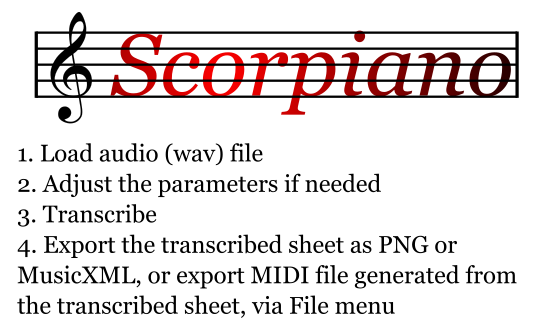 Scorpiano
1. Load audio (wav) file
2. Adjust the parameters if needed
3. Transcribe
4. Export the transcribed sheet as PNG or
MusicXML, or export MIDI file generated from
the transcribed sheet, via File menu